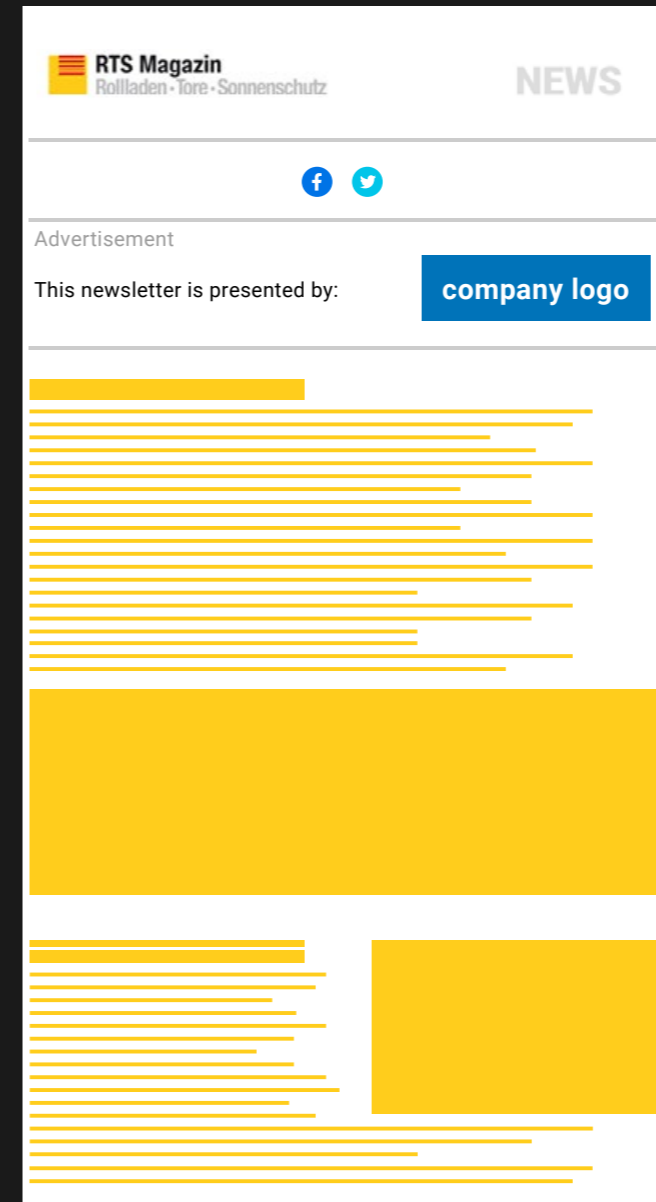 RTS Magazin
Rollladen·Tore·Sonnenschutz
NEWS
Advertisement
This newsletter is presented by:
company logo